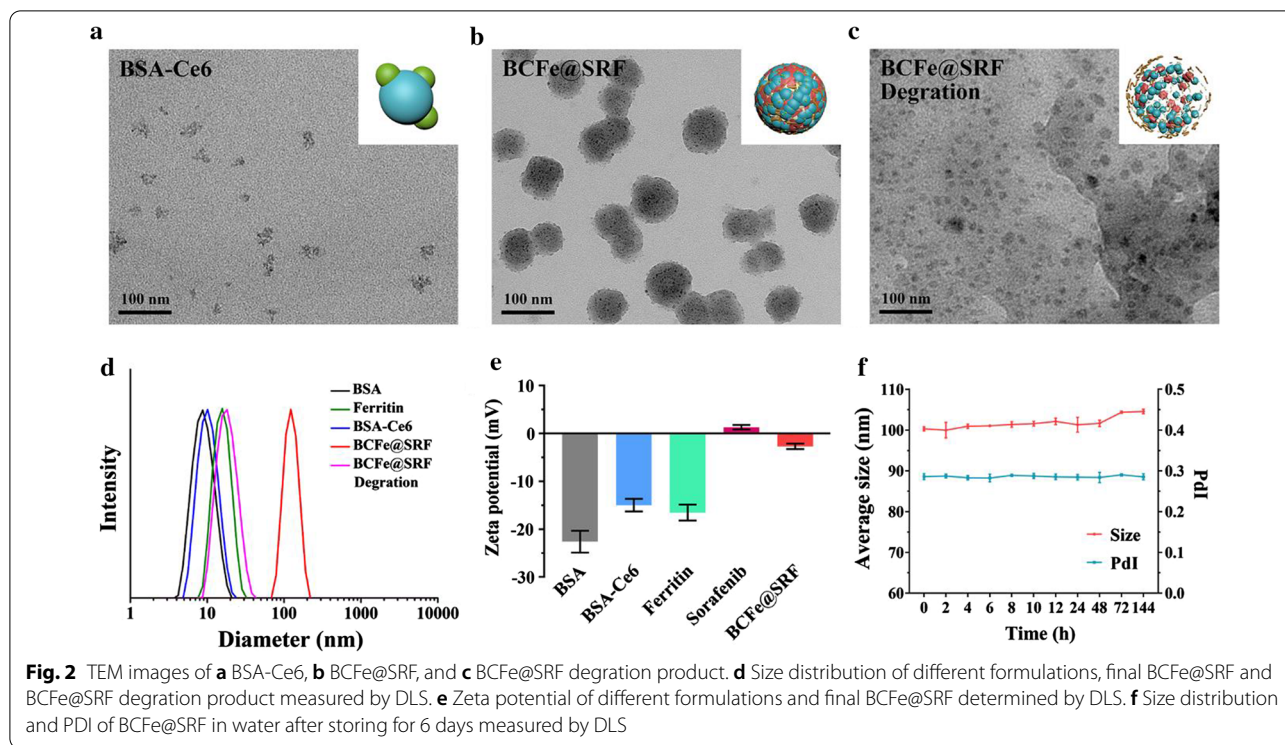 a
BSA-Ce6
100 nm
b
BCFe@SRF
100 nm
c
BCFe@SRF
Degration
100 nm
d
Intensity
BSA
Ferritin
BSA-Ce6
BCFe@SRF
BCFe@SRF
Degration
1 10 100 1000 10000
Diameter (nm)
e
Zeta potential (mV)
10
0
-10
-20
-30
BSA
BSA-Ce6
Ferritin
Sorafenib
BCFe@SRF
f
Average size (nm)
110
100
90
80
70
60
Size
PdI
0.5
0.4
0.3
0.2
0.1
0.0
PdI
0 2 4 6 8 10 12 24 48 72 144
Time (h)
Fig. 2 TEM images of a BSA-Ce6, b BCFe@SRF, and c BCFe@SRF degration product. d Size distribution of different formulations, final BCFe@SRF and
BCFe@SRF degration product measured by DLS. e Zeta potential of different formulations and final BCFe@SRF determined by DLS. f Size distribution
and PDI of BCFe@SRF in water after storing for 6 days measured by DLS